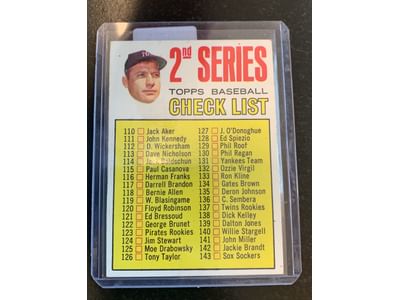 2nd SERIES
TOPPS BASEBALL
CHECK LIST
110 Jack Aker
111 John Kennedy
112 D. Wickersham
113 Dave Nicholson
114
115 Paul Casanova
116 Herman Franks
117 Darrell Brandon
118 Bernie Allen
119 W. Blasingame
120 Floyd Robinson
121 Ed Bressoud
122 George Brunet
123 Pirates Rookies
124 Jim Stewart
125 Moe Drabowsky
126 Tony Taylor
127 J. O'Donoghue
128 Ed Spiezio
129 Phil Roof
130 Phil Regan
131 Yankees Team
132 Ozzie Virgil
133 Ron Kline
134 Gates Brown
135 Deron Johnson
136 C. Sembera
137 Twins Rookies
138 Dick Kelley
139 Dalton Jones
140 Willie Stargell
141 John Miller
142 Jackie Brandt
143 Sox Sockers